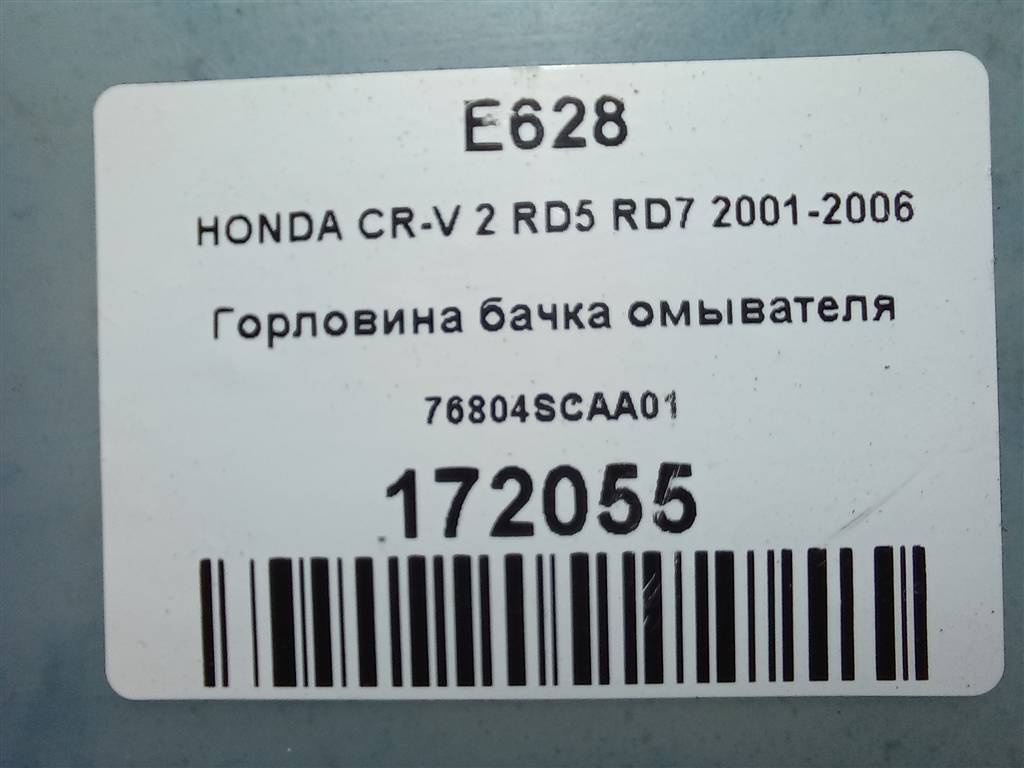 E628
HONDA CR-V 2 RD5 RD7 2001-2006
Горловина бачка омывателя
76804SCAA01
172055